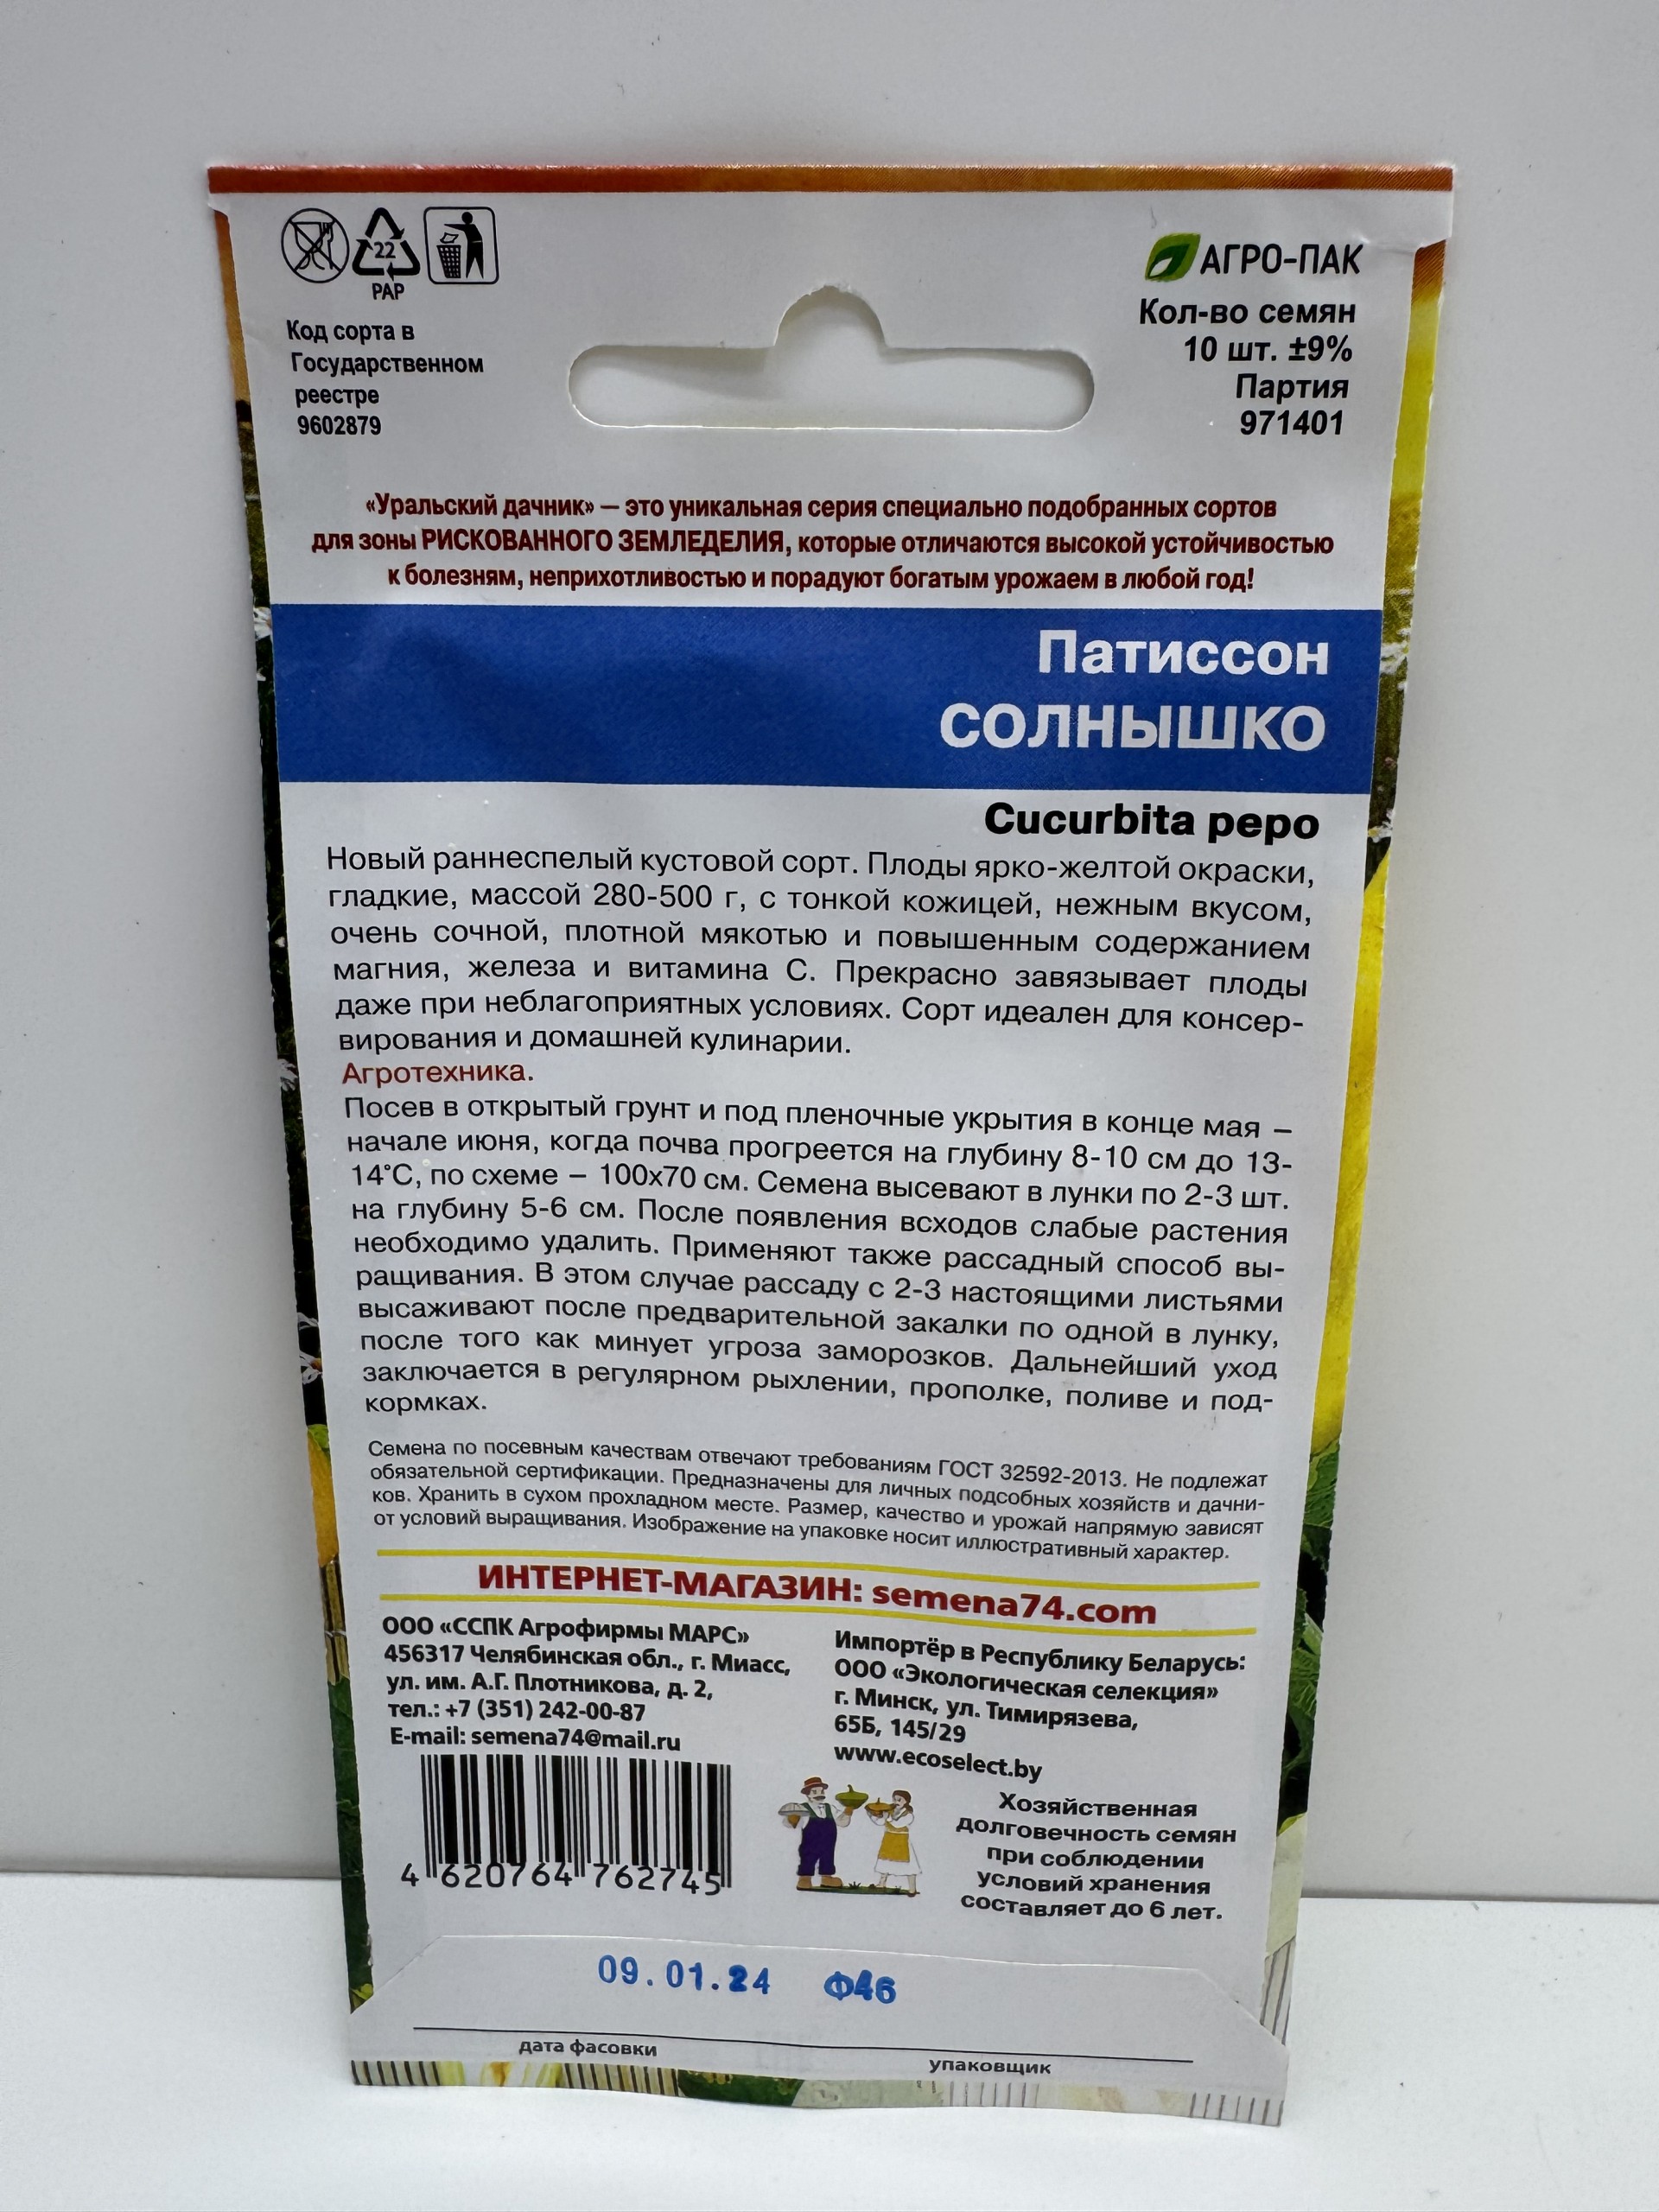 22
PAP
АГРО-ПАК
Код сорта в
Государственном
реестре
9602879
Кол-во семян
10 шт. ±9%
Партия
971401
«Уральский дачник» — это уникальная серия специально подобранных сортов
для зоны РИСКОВАННОГО ЗЕМЛЕДЕЛИЯ, которые отличаются высокой устойчивостью
к болезням, неприхотливостью и порадуют богатым урожаем в любой год!
Патиссон
СОЛНЫШКО
Cucurbita pepo
Новый раннеспелый кустовой сорт. Плоды ярко-желтой окраски,
гладкие, массой 280-500 г, с тонкой кожицей, нежным вкусом,
очень сочной, плотной мякотью и повышенным содержанием
магния, железа и витамина С. Прекрасно завязывает плоды
даже при неблагоприятных условиях. Сорт идеален для консер-
вирования и домашней кулинарии.
Агротехника.
Посев в открытый грунт и под пленочные укрытия в конце мая –
начале июня, когда почва прогреется на глубину 8-10 см до 13-
14°С, по схеме – 100х70 см. Семена высевают в лунки по 2-3 шт.
на глубину 5-6 см. После появления всходов слабые растения
необходимо удалить. Применяют также рассадный способ вы-
ращивания. В этом случае рассаду с 2-3 настоящими листьями
высаживают после предварительной закалки по одной в лунку,
после того как минует угроза заморозков. Дальнейший уход
заключается в регулярном рыхлении, прополке, поливе и под-
кормках.
Семена по посевным качествам отвечают требованиям ГОСТ 32592-2013. Не подлежат
обязательной сертификации. Предназначены для личных подсобных хозяйств и дачни-
ков. Хранить в сухом прохладном месте. Размер, качество и урожай напрямую зависят
от условий выращивания. Изображение на упаковке носит иллюстративный характер.
ИНТЕРНЕТ-МАГАЗИН: semena74.com
ООО «ССПК Агрофирмы МАРС»
456317 Челябинская обл., г. Миасс,
ул. им. А.Г. Плотникова, д. 2,
тел.: +7 (351) 242-00-87
E-mail: semena74@mail.ru
Импортёр в Республику Беларусь:
ООО «Экологическая селекция»
г. Минск, ул. Тимирязева,
65Б, 145/29
www.ecoselect.by
4 620764 762745
Хозяйственная
долговечность семян
при соблюдении
условий хранения
составляет до 6 лет.
09.01.24 Ф46
дата фасовки
упаковщик